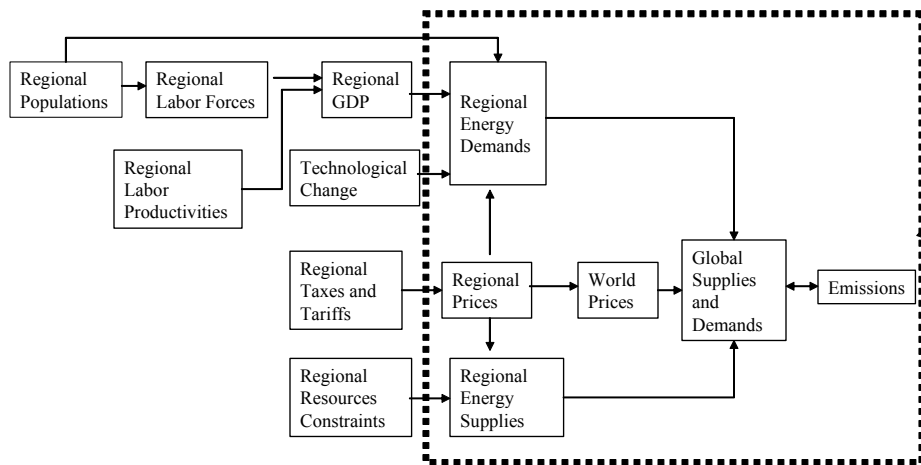 Regional
Populations
Regional
Labor Forces
Regional
GDP
Regional
Energy
Demands
Regional
Labor
Productivities
Technological
Change
Regional
Taxes and
Tariffs
Regional
Prices
World
Prices
Global
Supplies
and
Demands
Emissions
Regional
Resources
Constraints
Regional
Energy
Supplies